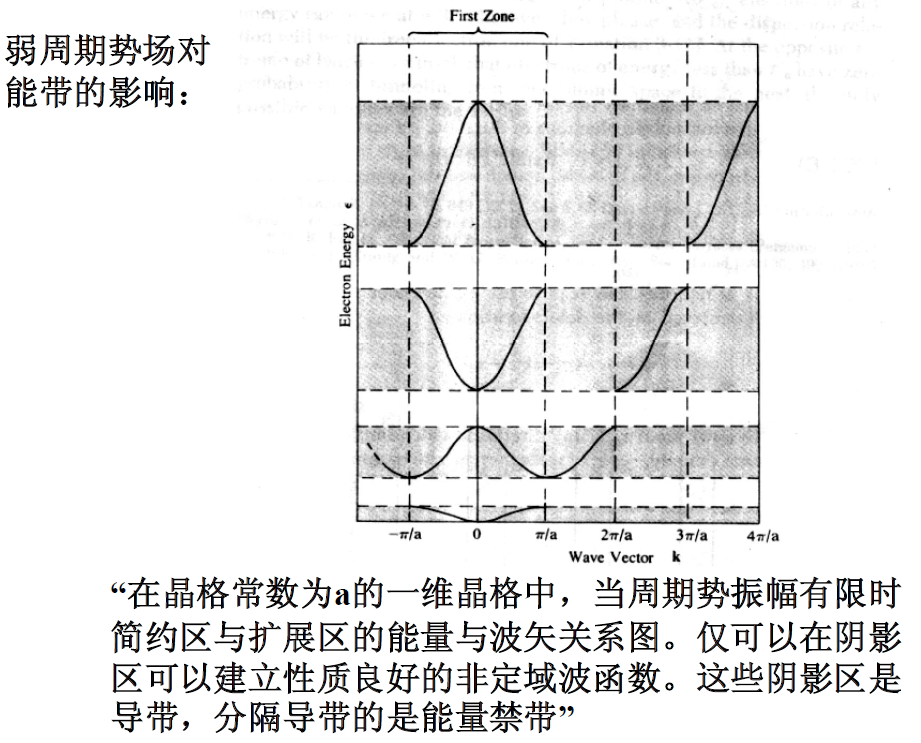 弱周期势场对
能带的影响：
First Zone
Electron Energy ϵ
−π/a 0 π/a 2π/a 3π/a 4π/a
Wave Vector k
“在晶格常数为a的一维晶格中，当周期势振幅有限时
简约区与扩展区的能量与波矢关系图。仅可以在阴影
区可以建立性质良好的非定域波函数。这些阴影区是
导带，分隔导带的是能量禁带”